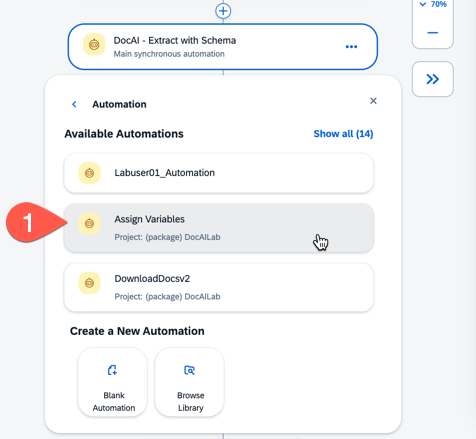 70%
DocAI - Extract with Schema
Main synchronous automation
Automation
Available Automations
Show all (14)
Labuser01_Automation
1
Assign Variables
Project: (package) DocAILab
DownloadDocsv2
Project: (package) DocAILab
Create a New Automation
Blank
Automation
Browse
Library